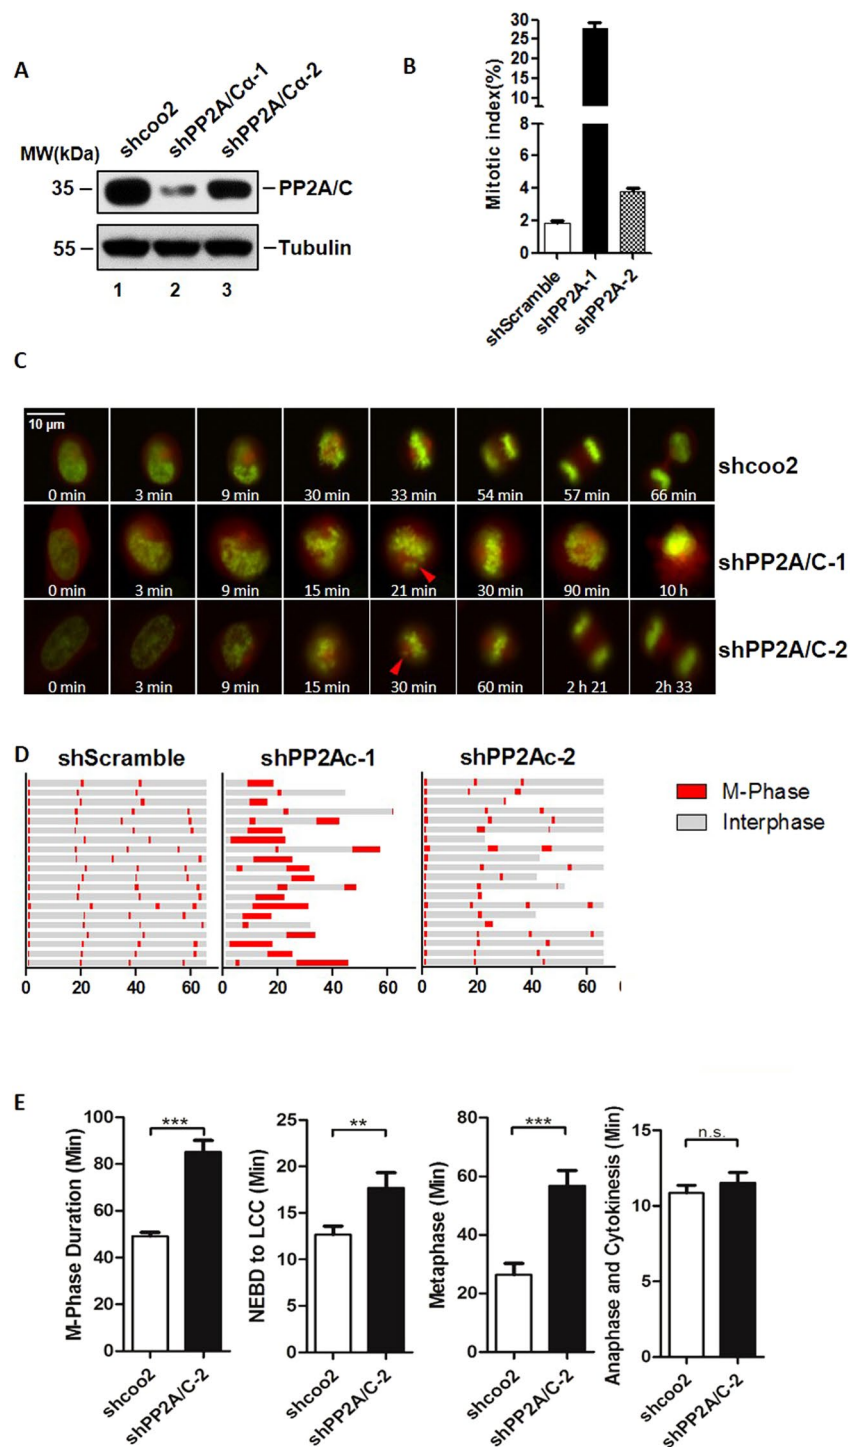 A
shcoo2
shPP2A/Cα-1
shPP2A/Cα-2
MW(kDa)
35
PP2A/C
55
Tubulin
1 2 3
B
Mitotic index(%)
30
25
20
15
10
8
6
4
2
0
shScramble
shPP2A-1
shPP2A-2
C
10 µm
0 min 3 min 9 min 30 min 33 min 54 min 57 min 66 min
shcoo2
0 min 3 min 9 min 15 min 21 min 30 min 90 min 10 h
shPP2A/C-1
0 min 3 min 9 min 15 min 30 min 60 min 2 h 21 2h 33
shPP2A/C-2
D
shScramble
shPP2Ac-1
shPP2Ac-2
M-Phase
Interphase
0 20 40 60
0 20 40 60
0 20 40 60
E
M-Phase Duration (Min)
100
80
60
40
20
0
***
shcoo2
shPP2A/C-2
NEBD to LCC (Min)
25
20
15
10
5
0
**
shcoo2
shPP2A/C-2
Metaphase (Min)
80
60
40
20
0
***
shcoo2
shPP2A/C-2
Anaphase and Cytokinesis (Min)
15
10
5
0
n.s.
shcoo2
shPP2A/C-2